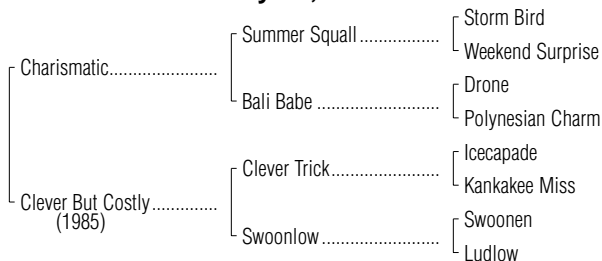 Storm Bird
Summer Squall
Weekend Surprise
Charismatic
Drone
Bali Babe
Polynesian Charm
Icecapade
Clever Trick
Kankakee Miss
Clever But Costly
(1985)
Swoonen
Swoonlow
Ludlow